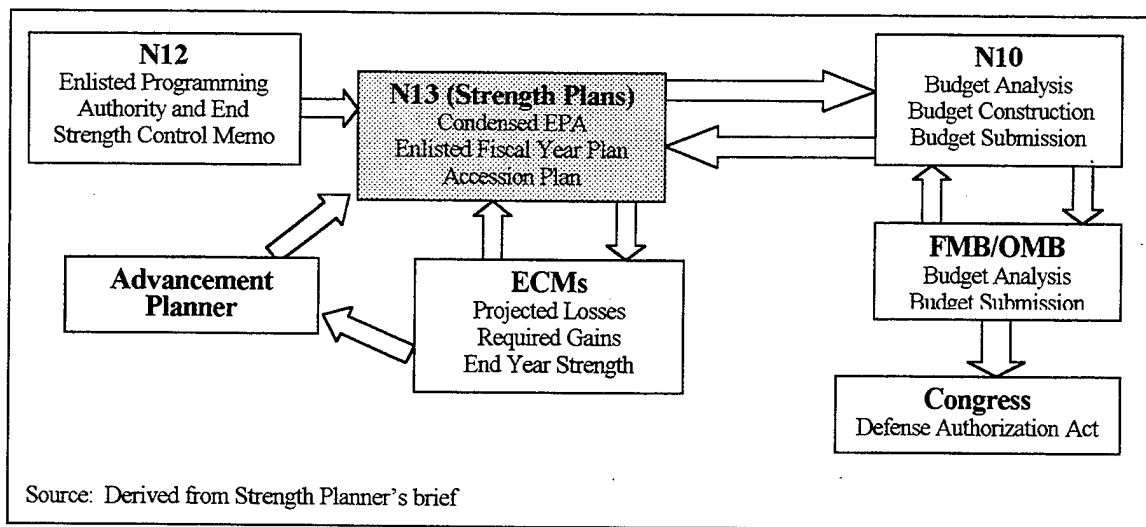 N12
Enlisted Programming
Authority and End
Strength Control Memo
N13 (Strength Plans)
Condensed EPA
Enlisted Fiscal Year Plan
Accession Plan
N10
Budget Analysis
Budget Construction
Budget Submission
Advancement
Planner
ECMs
Projected Losses
Required Gains
End Year Strength
FMB/OMB
Budget Analysis
Budget Submission
Congress
Defense Authorization Act
Source: Derived from Strength Planner's brief